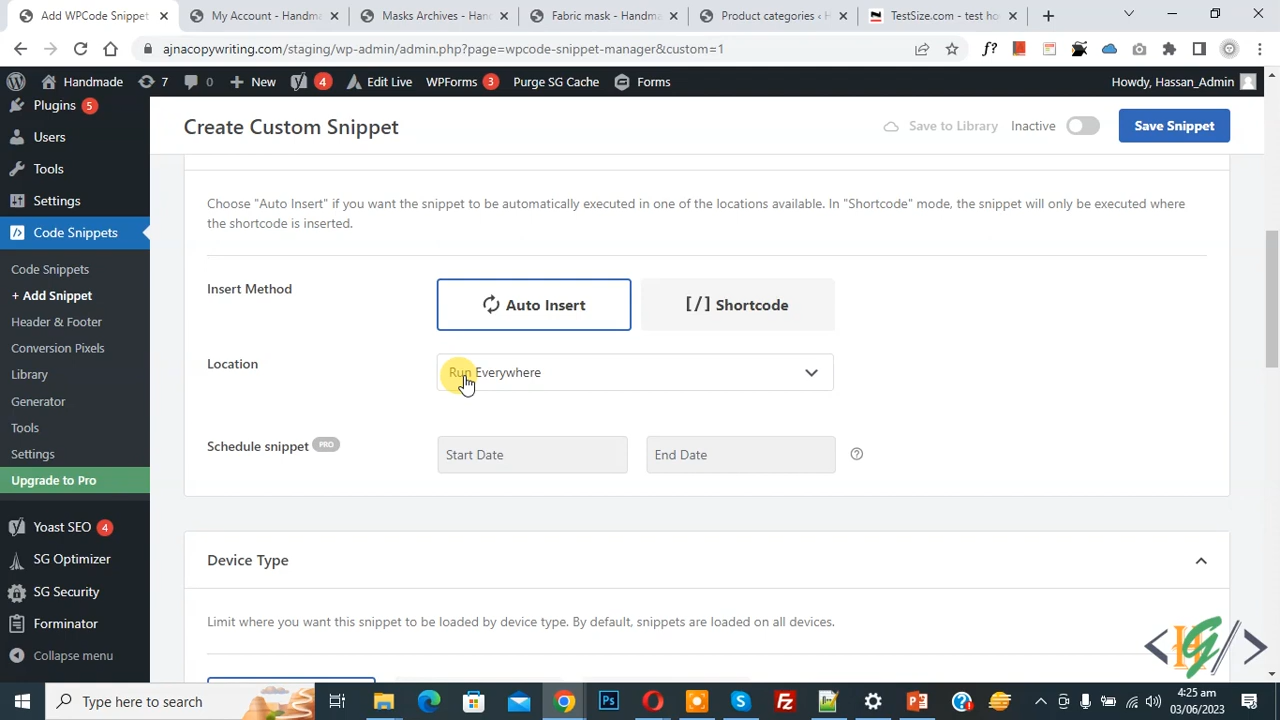 Add WPCode Snippet
My Account - Handma
Masks Archives - Hand
Fabric mask - Handma
Product categories ‹ H
TestSize.com - test ho
ajnacopywriting.com/staging/wp-admin/admin.php?page=wpcode-snippet-manager&custom=1
Handmade
7
0
New
4
Edit Live
WPForms
3
Purge SG Cache
Forms
Howdy, Hassan_Admin
Plugins 5
Users
Tools
Settings
Code Snippets
Code Snippets
+ Add Snippet
Header & Footer
Conversion Pixels
Library
Generator
Tools
Settings
Upgrade to Pro
Yoast SEO 4
SG Optimizer
SG Security
Forminator
Collapse menu
Create Custom Snippet
Save to Library
Inactive
Save Snippet
Choose "Auto Insert" if you want the snippet to be automatically executed in one of the locations available. In "Shortcode" mode, the snippet will only be executed where
the shortcode is inserted.
Insert Method
Auto Insert
[/] Shortcode
Location
Run Everywhere
Schedule snippet PRO
Start Date
End Date
Device Type
Limit where you want this snippet to be loaded by device type. By default, snippets are loaded on all devices.
Type here to search
4:25 am
03/06/2023